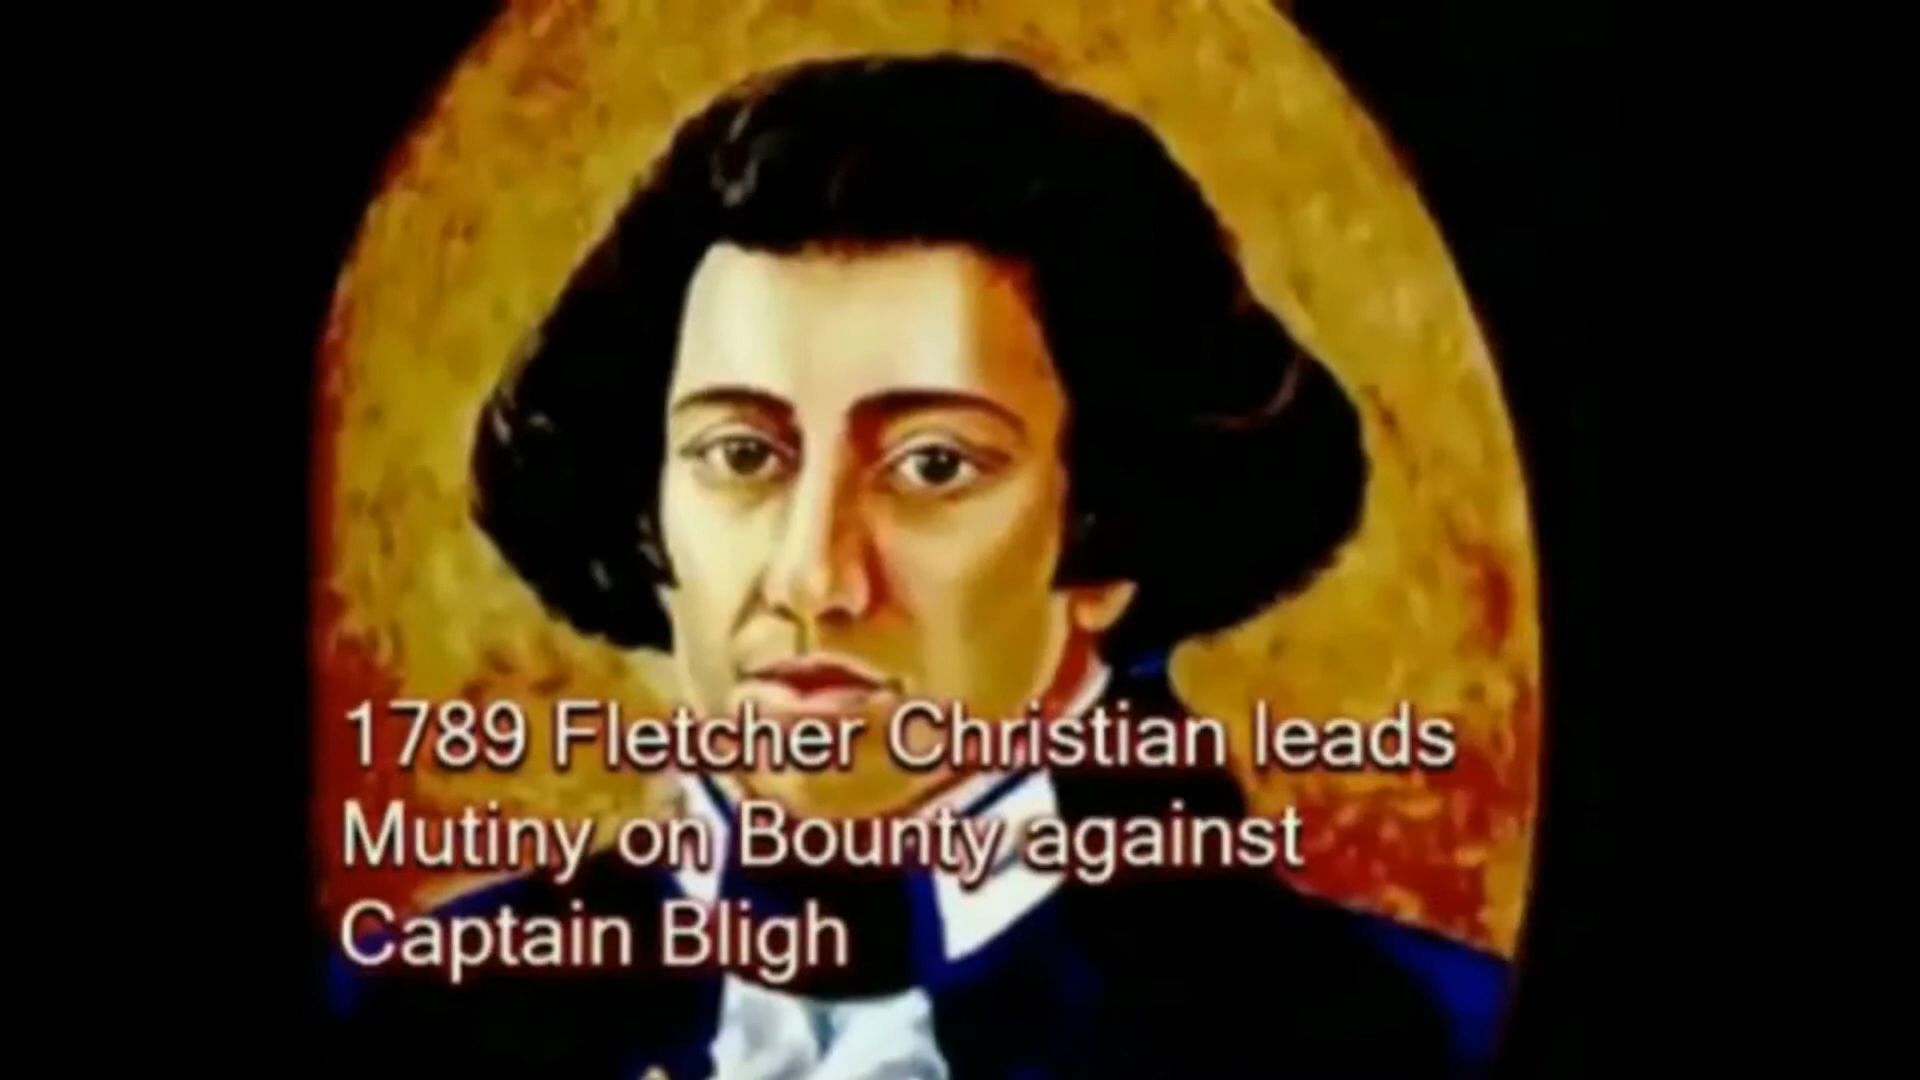 1789 Fletcher Christian leads
Mutiny on Bounty against
Captain Bligh